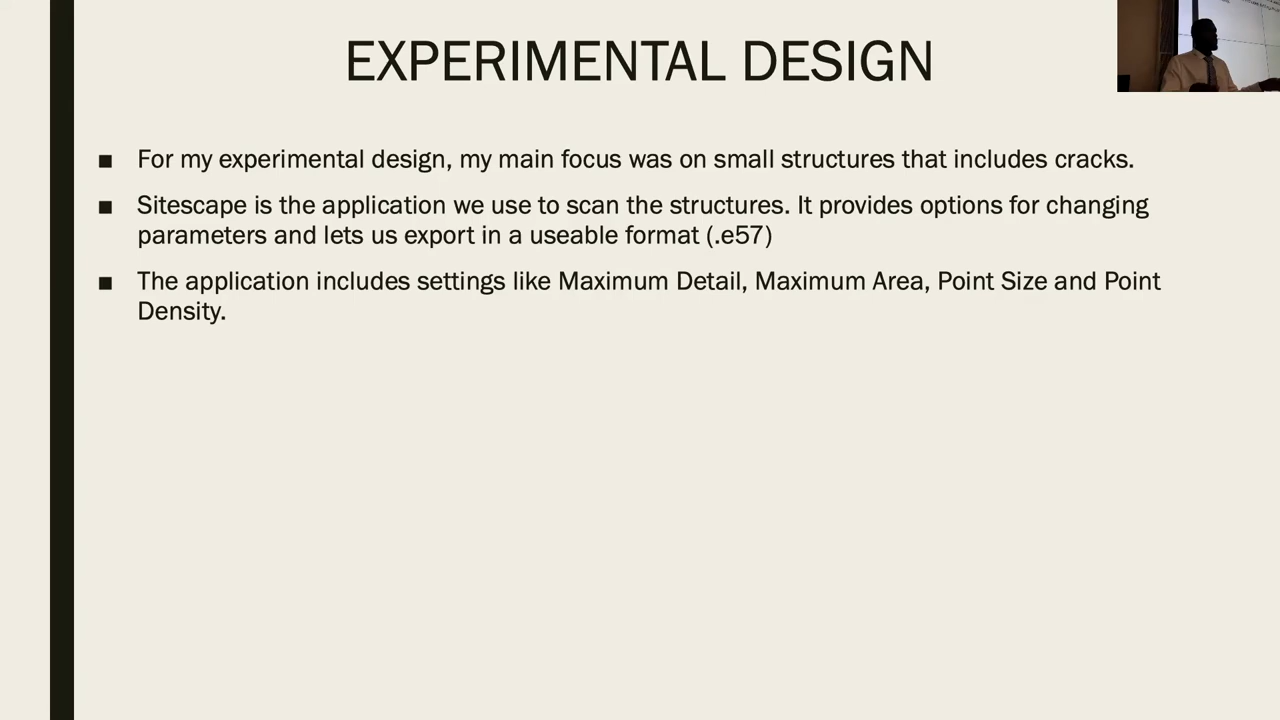 EXPERIMENTAL DESIGN
■ For my experimental design, my main focus was on small structures that includes cracks.
■ Sitescape is the application we use to scan the structures. It provides options for changing
parameters and lets us export in a useable format (.e57)
■ The application includes settings like Maximum Detail, Maximum Area, Point Size and Point
Density.